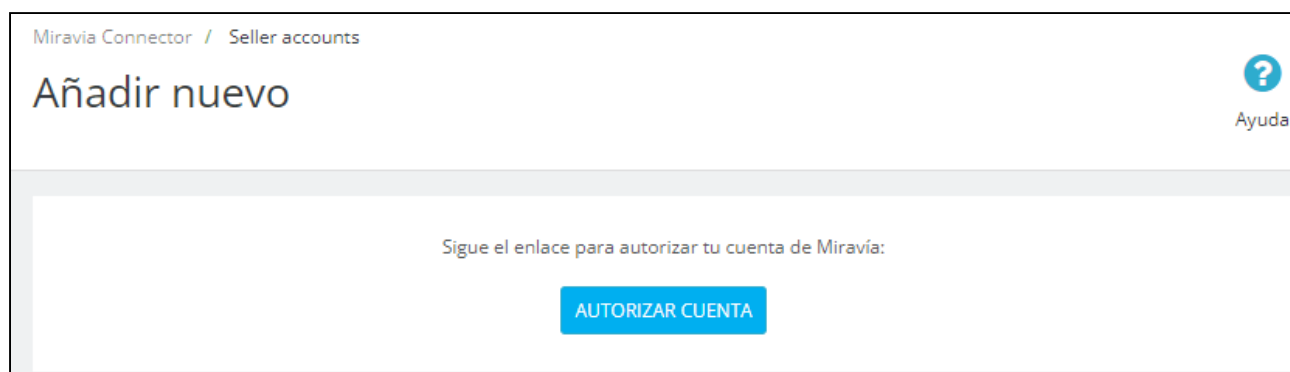 Miravia Connector / Seller accounts
Añadir nuevo
?
Ayuda
Sigue el enlace para autorizar tu cuenta de Miravía:
AUTORIZAR CUENTA